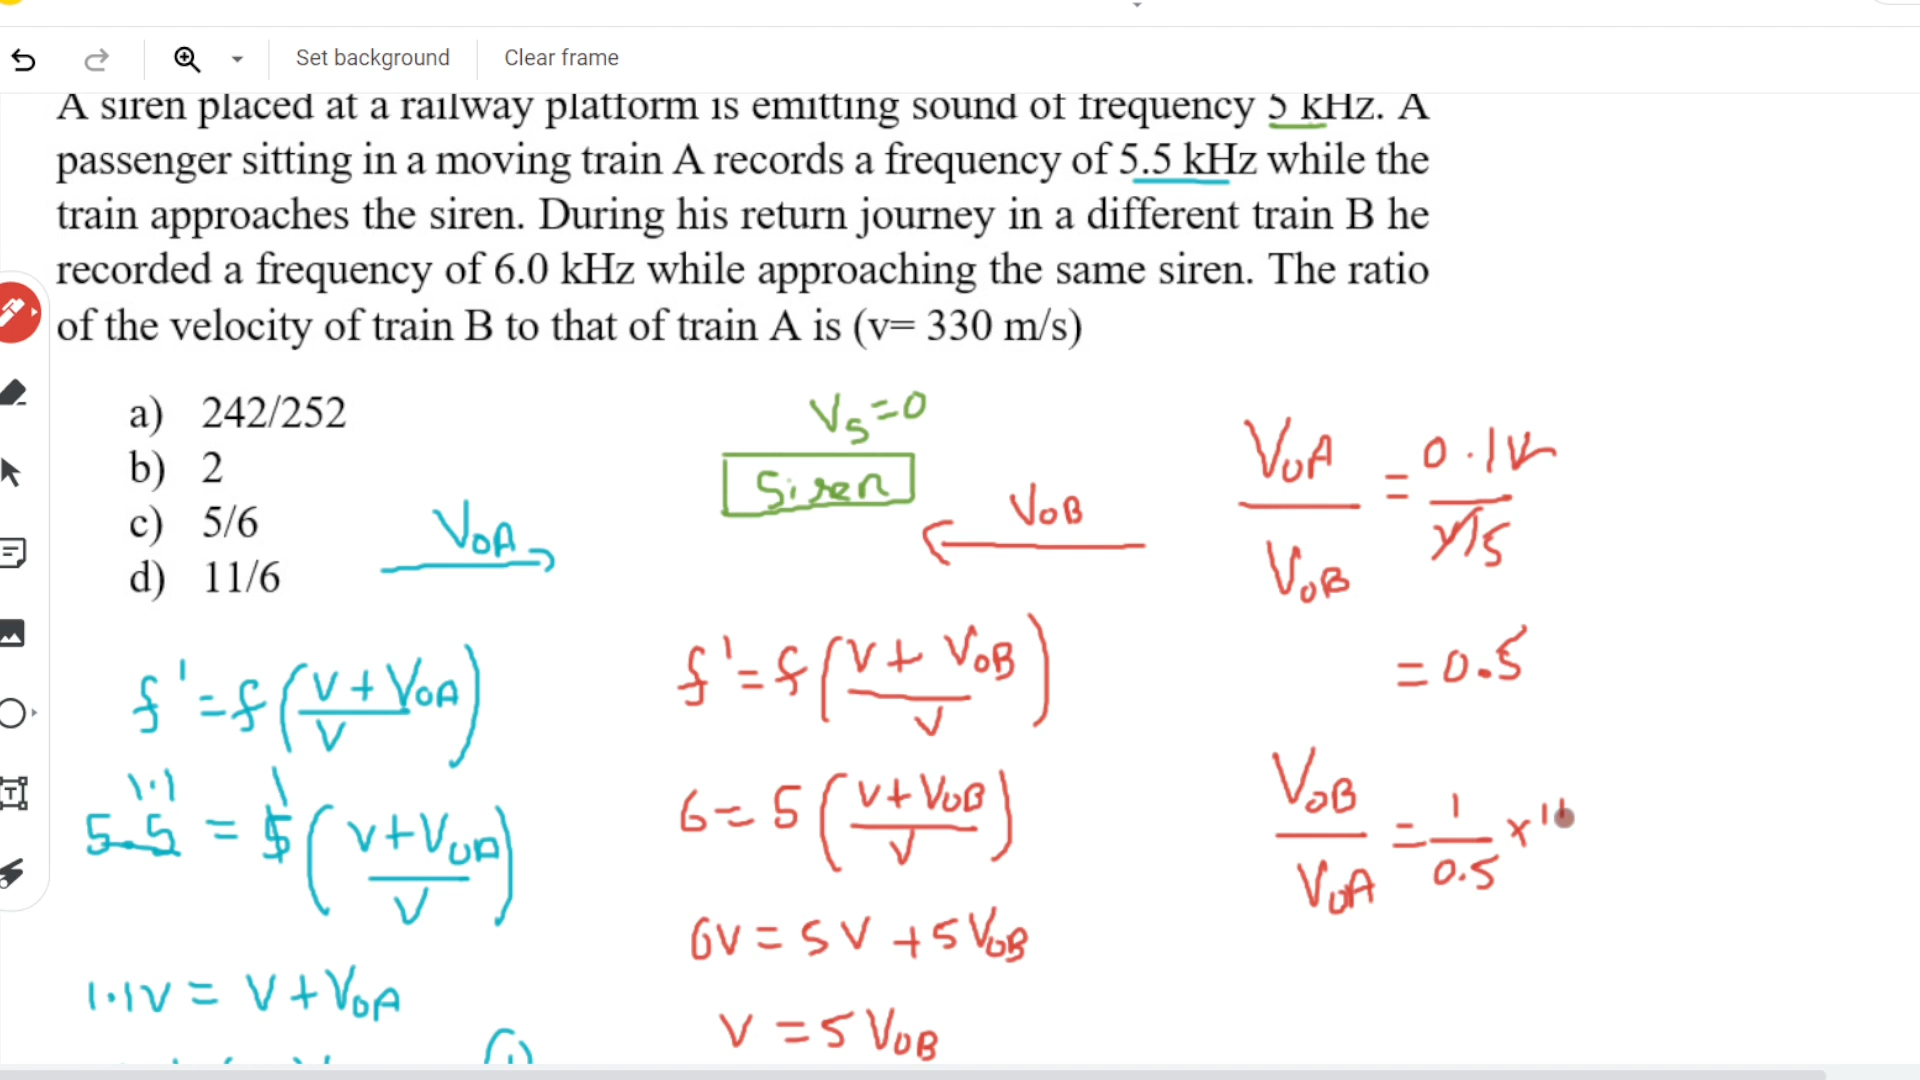 Set background
Clear frame
A siren placed at a railway platform is emitting sound of frequency 5 kHz. A
passenger sitting in a moving train A records a frequency of 5.5 kHz while the
train approaches the siren. During his return journey in a different train B he
recorded a frequency of 6.0 kHz while approaching the same siren. The ratio
of the velocity of train B to that of train A is (v= 330 m/s)
a) 242/252
b) 2
c) 5/6
d) 11/6
VS=0
Siren
VOA
VOB
VOA/VOB = 0.1V/V/5
= 0.5
f' = f(V+VOA/V)
1.1 1
5.5 = 5(V+VOA/V)
1.1V = V+VOA
(1)
f' = f(V+VOB/V)
6 = 5(V+VOB/V)
6V = 5V + 5VOB
V = 5VOB
VOB/VOA = 1/0.5 ×